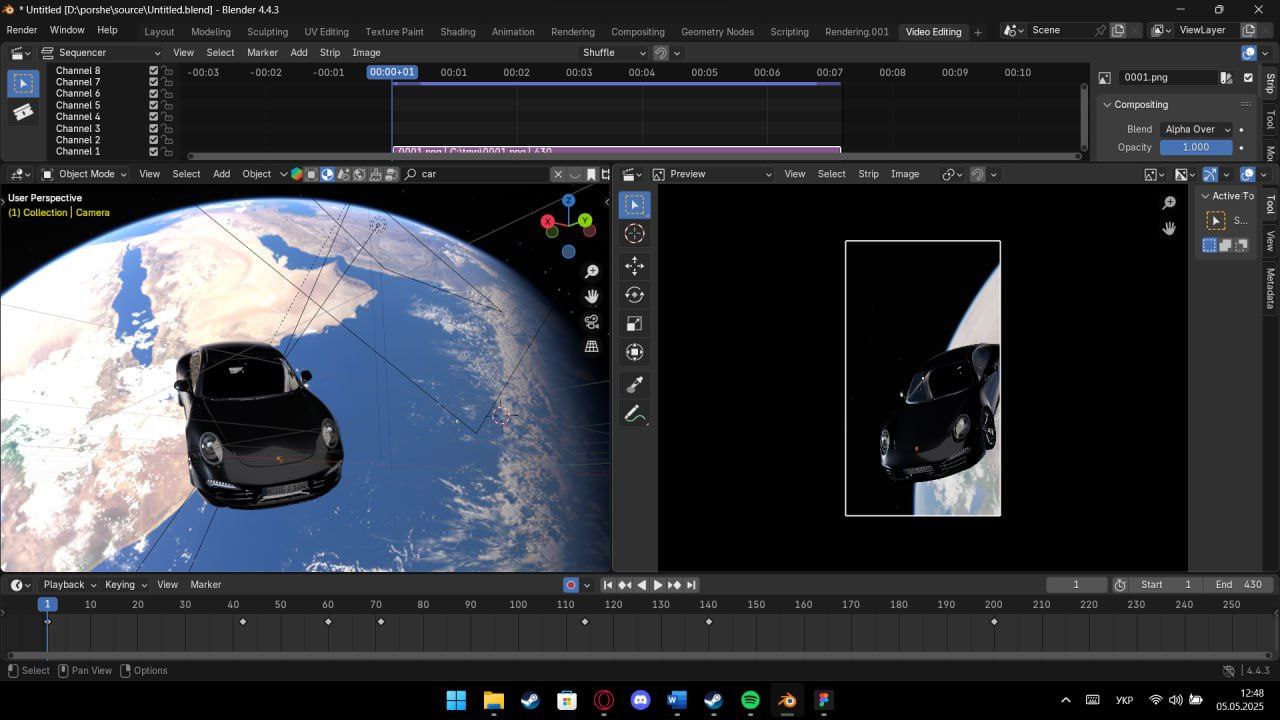 * Untitled [D:\porshe\source\Untitled.blend] - Blender 4.4.3
Render Window Help Layout Modeling Sculpting UV Editing Texture Paint Shading Animation Rendering Compositing Geometry Nodes Scripting Rendering.001 Video Editing + Scene ViewLayer
Sequencer View Select Marker Add Strip Image Shuffle
-00:03 -00:02 -00:01 00:00+01 00:01 00:02 00:03 00:04 00:05 00:06 00:07 00:08 00:09 00:10
Channel 8
Channel 7
Channel 6
Channel 5
Channel 4
Channel 3
Channel 2
Channel 1
0001.png | C:\tmp\0001.png | 430
0001.png
Compositing
Blend Alpha Over
Opacity 1.000
Strip
Tool
Object Mode View Select Add Object car
Preview View Select Strip Image
User Perspective
(1) Collection | Camera
Z
X
Y
Active To
S...
Tool
View
Metadata
Playback Keying View Marker 1 Start 1 End 430
1 10 20 30 40 50 60 70 80 90 100 110 120 130 140 150 160 170 180 190 200 210 220 230 240 250
Select Pan View Options 4.4.3
УКР
12:48
05.05.2025